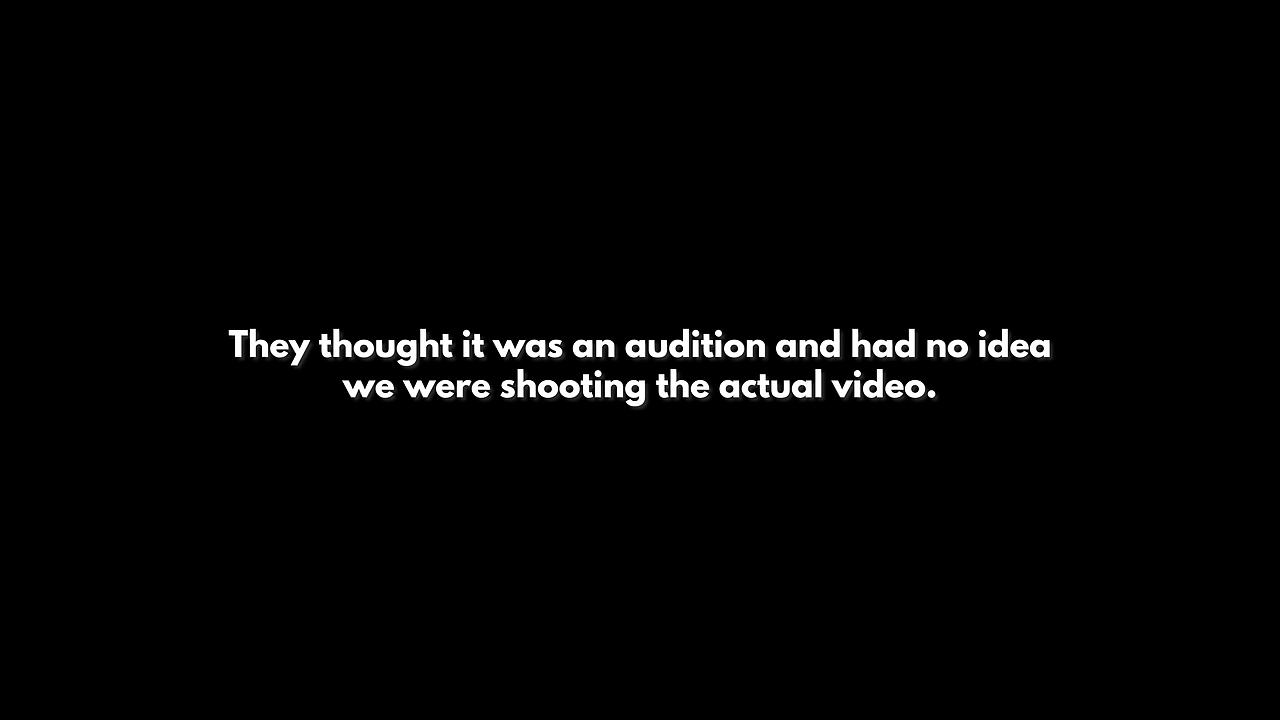 They thought it was an audition and had no idea
we were shooting the actual video.